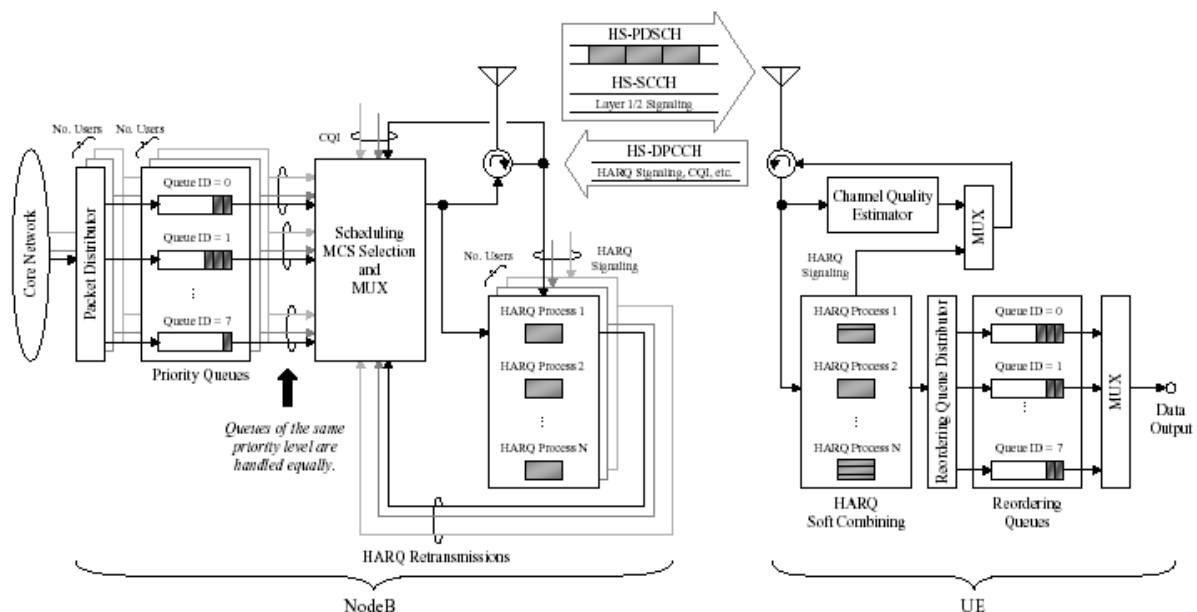 HS-PDSCH
HS-SCCH
Layer 1/2 Signaling
HS-DPCCH
HARQ Signaling, CQI, etc.
No. Users
No. Users
CQI
Core Network
Packet Distributor
Queue ID = 0
Queue ID = 1
⋮
Queue ID = 7
Priority Queues
Queues of the same
priority level are
handled equally.
Scheduling
MCS Selection
and
MUX
No. Users
HARQ
Signaling
HARQ Process 1
HARQ Process 2
⋮
HARQ Process N
HARQ Retransmissions
NodeB
Channel Quality
Estimator
MUX
HARQ
Signaling
HARQ Process 1
HARQ Process 2
⋮
HARQ Process N
HARQ
Soft Combining
Reordering Queue Distributor
Queue ID = 0
Queue ID = 1
⋮
Queue ID = 7
Reordering
Queues
MUX
Data
Output
UE